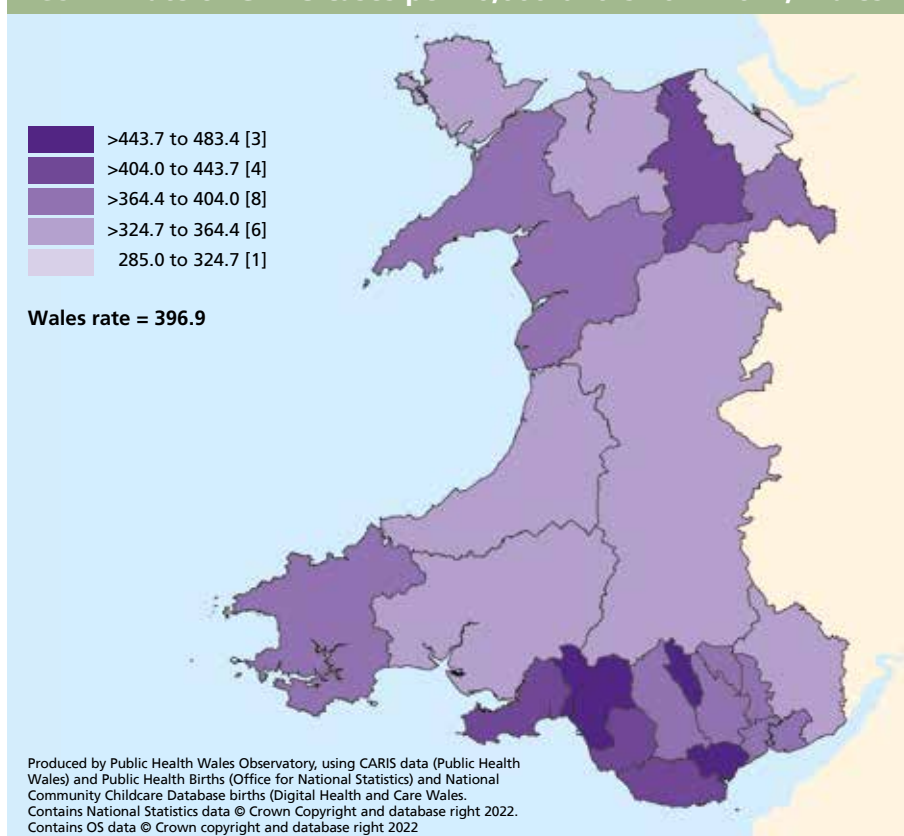 >443.7 to 483.4 [3]
>404.0 to 443.7 [4]
>364.4 to 404.0 [8]
>324.7 to 364.4 [6]
285.0 to 324.7 [1]
Wales rate = 396.9
Produced by Public Health Wales Observatory, using CARIS data (Public Health
Wales) and Public Health Births (Office for National Statistics) and National
Community Childcare Database births (Digital Health and Care Wales.
Contains National Statistics data © Crown Copyright and database right 2022.
Contains OS data © Crown copyright and database right 2022